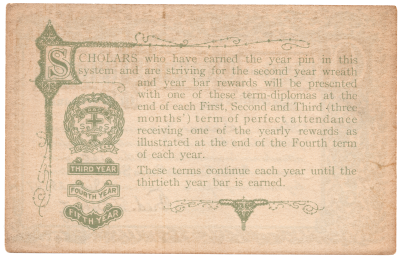 SCHOLARS who have earned the year pin in this
system and are striving for the second year wreath
and year bar rewards will be presented
with one of these term-diplomas at the
end of each First, Second and Third (three
months') term of perfect attendance
receiving one of the yearly rewards as
illustrated at the end of the Fourth term
of each year.
These terms continue each year until the
thirtieth year bar is earned.
THIRD YEAR
FOURTH YEAR
FIFTH YEAR